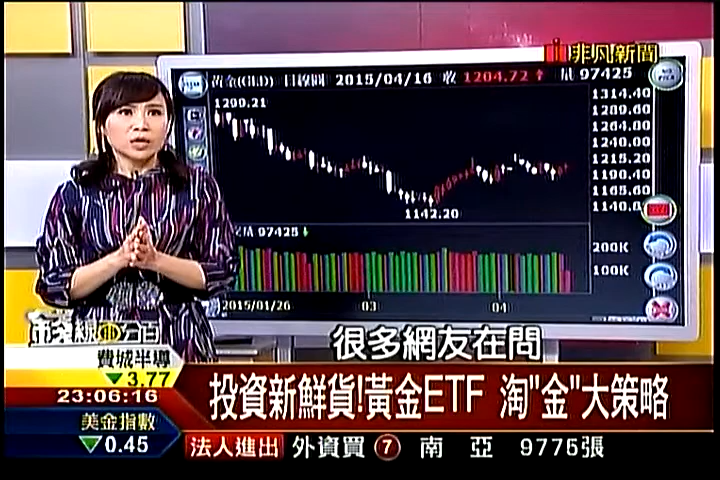 非凡新聞
黃金(GLD) 日線圖 2015/04/16 收 1204.72↑ 量 97425
1299.21
1314.40
1289.60
1264.80
1240.00
1215.20
1190.40
1165.60
1140.8
1142.20
97425↓
200K
100K
2015/01/26
03
04
很多網友在問
費城半導
▼3.77
23:06:16
美金指數
▼0.45
投資新鮮貨!黃金ETF 淘"金"大策略
法人進出 外資買 7 南亞 9775張